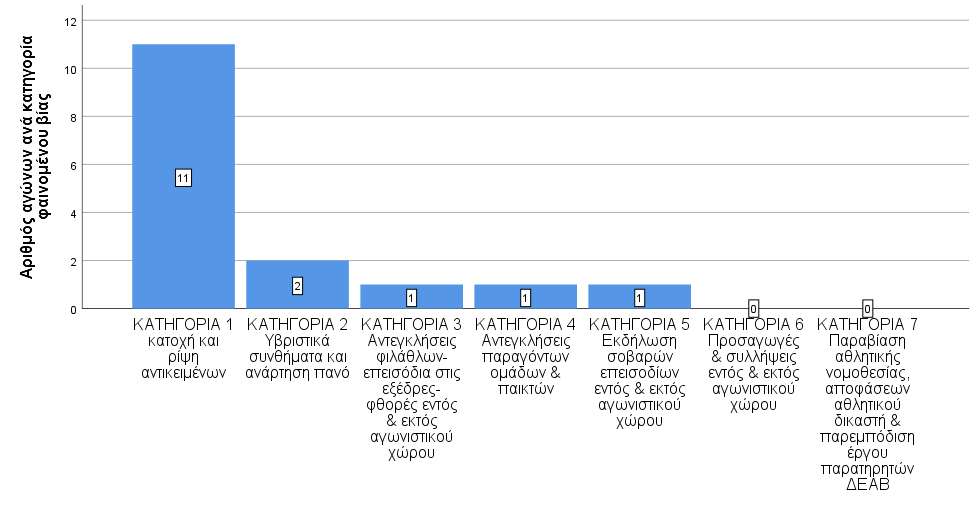 Αριθμός αγώνων ανά κατηγορία
φαινομένου βίας
12
10
8
6
4
2
0
11
2
1
1
1
0
0
ΚΑΤΗΓΟΡΙΑ 1
κατοχή και
ρίψη
αντικειμένων
ΚΑΤΗΓΟΡΙΑ 2
Υβριστικά
συνθήματα και
ανάρτηση πανό
ΚΑΤΗΓΟΡΙΑ 3
Αντεγκλήσεις
φιλάθλων-
επεισόδια στις
εξέδρες-
φθορές εντός
& εκτός
αγωνιστικού
χώρου
ΚΑΤΗΓΟΡΙΑ 4
Αντεγκλήσεις
παραγόντων
ομάδων &
παικτών
ΚΑΤΗΓΟΡΙΑ 5
Εκδήλωση
σοβαρών
επεισοδίων
εντός & εκτός
αγωνιστικού
χώρου
ΚΑΤΗΓΟΡΙΑ 6
Προσαγωγές
& συλλήψεις
εντός & εκτός
αγωνιστικού
χώρου
ΚΑΤΗΓΟΡΙΑ 7
Παραβίαση
αθλητικής
νομοθεσίας,
αποφάσεων
αθλητικού
δικαστή &
παρεμπόδιση
έργου
παρατηρητών
ΔΕΑΒ